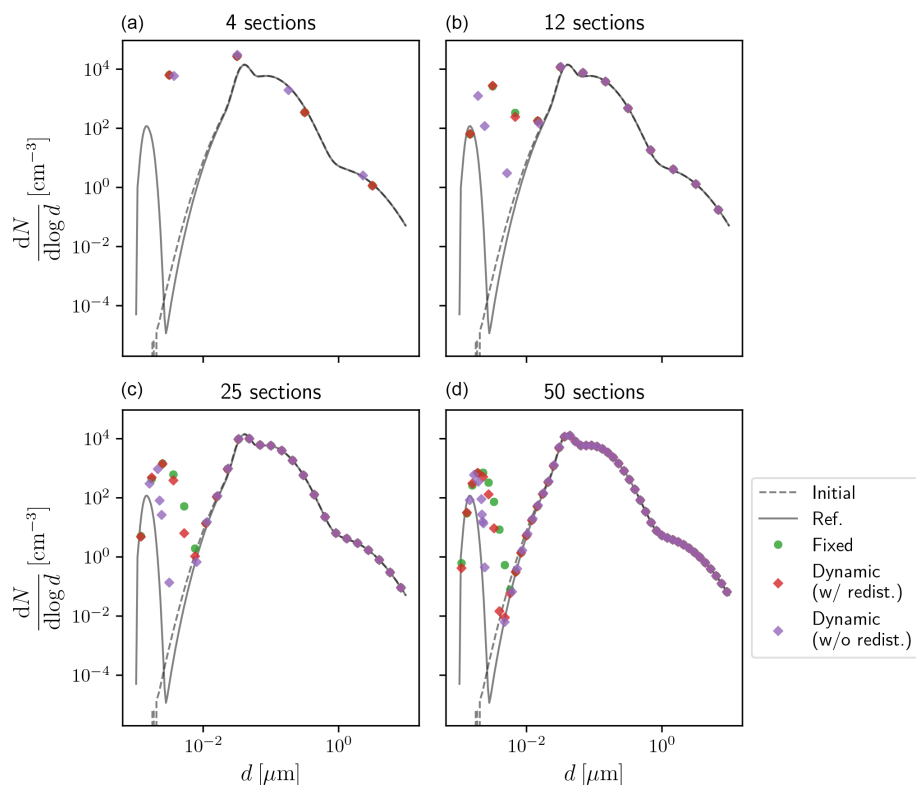 (a) 4 sections
(b) 12 sections
10^4
10^2
10^0
10^−2
10^−4
dN/dlog d [cm^−3]
(c) 25 sections
(d) 50 sections
10^4
10^2
10^0
10^−2
10^−4
dN/dlog d [cm^−3]
10^−2 10^0
10^−2 10^0
d [μm]
d [μm]
Initial
Ref.
Fixed
Dynamic
(w/ redist.)
Dynamic
(w/o redist.)